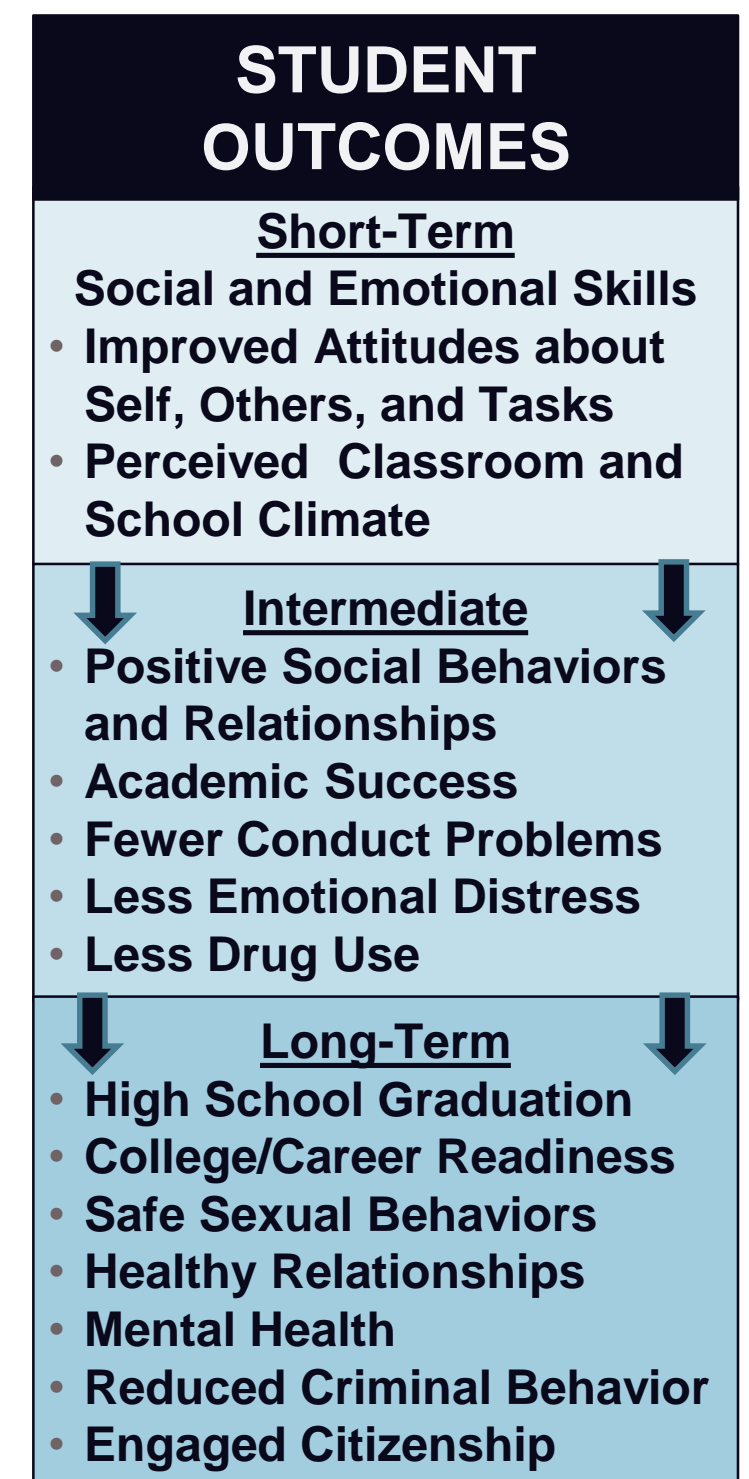 STUDENT
OUTCOMES
Short-Term
Social and Emotional Skills
• Improved Attitudes about
Self, Others, and Tasks
• Perceived  Classroom and
School Climate
Intermediate
• Positive Social Behaviors
and Relationships
• Academic Success
• Fewer Conduct Problems
• Less Emotional Distress
• Less Drug Use
Long-Term
• High School Graduation
• College/Career Readiness
• Safe Sexual Behaviors
• Healthy Relationships
• Mental Health
• Reduced Criminal Behavior
• Engaged Citizenship